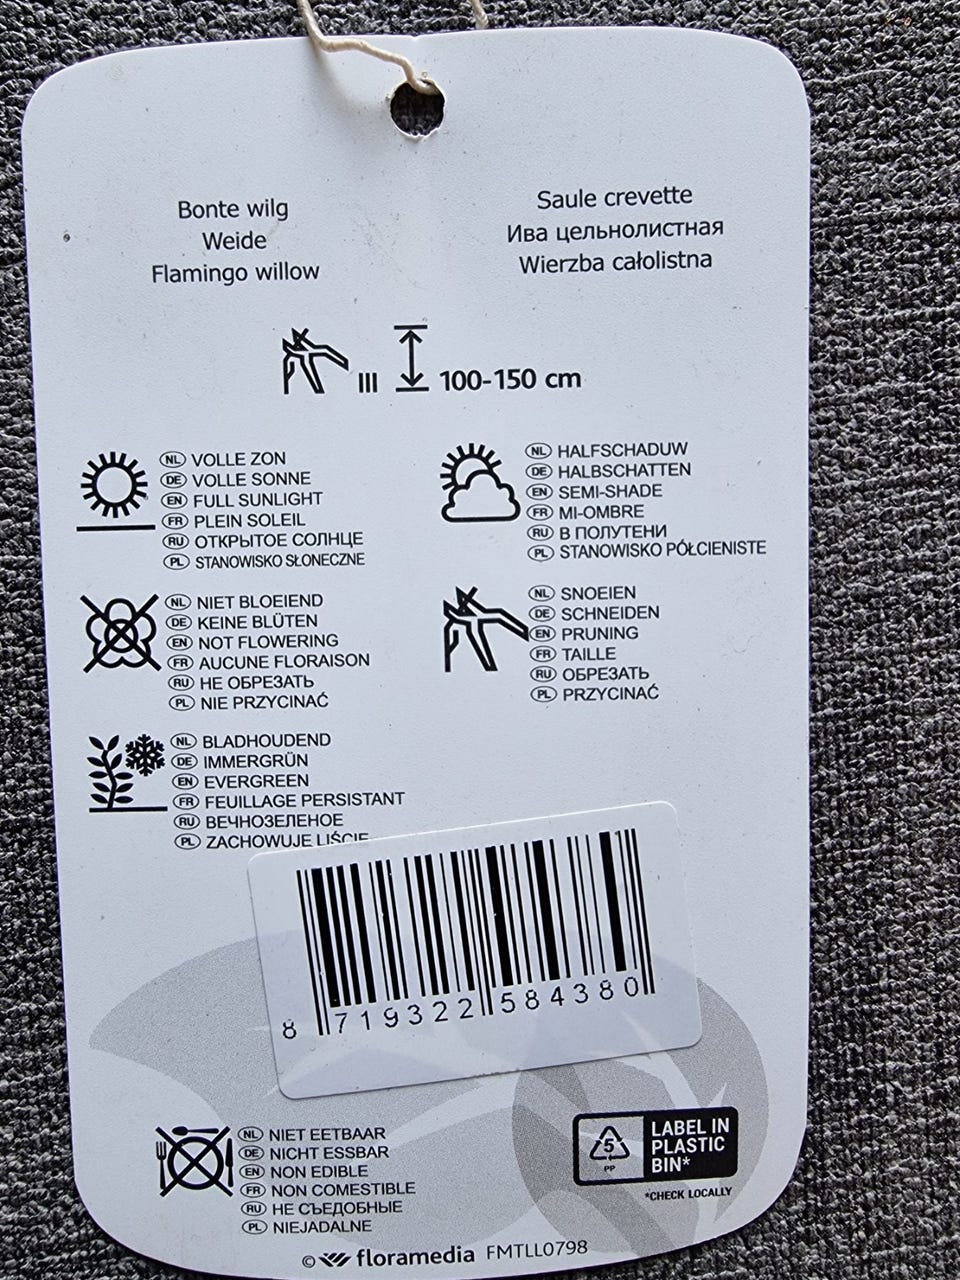 Bonte wilg
Weide
Flamingo willow
Saule crevette
Ива цельнолистная
Wierzba całolistna
III 100-150 cm
NL VOLLE ZON
DE VOLLE SONNE
EN FULL SUNLIGHT
FR PLEIN SOLEIL
RU ОТКРЫТОЕ СОЛНЦЕ
PL STANOWISKO SŁONECZNE
NL HALFSCHADUW
DE HALBSCHATTEN
EN SEMI-SHADE
FR MI-OMBRE
RU В ПОЛУТЕНИ
PL STANOWISKO PÓŁCIENISTE
NL NIET BLOEIEND
DE KEINE BLÜTEN
EN NOT FLOWERING
FR AUCUNE FLORAISON
RU НЕ ОБРЕЗАТЬ
PL NIE PRZYCINAĆ
NL SNOEIEN
DE SCHNEIDEN
EN PRUNING
FR TAILLE
RU ОБРЕЗАТЬ
PL PRZYCINAĆ
NL BLADHOUDEND
DE IMMERGRÜN
EN EVERGREEN
FR FEUILLAGE PERSISTANT
RU ВЕЧНОЗЕЛЕНОЕ
PL ZACHOWUJE LIŚCIE
8 719322 584380
NL NIET EETBAAR
DE NICHT ESSBAR
EN NON EDIBLE
FR NON COMESTIBLE
RU НЕ СЪЕДОБНЫЕ
PL NIEJADALNE
5
PP
LABEL IN
PLASTIC
BIN*
*CHECK LOCALLY
© floramedia FMTLL0798